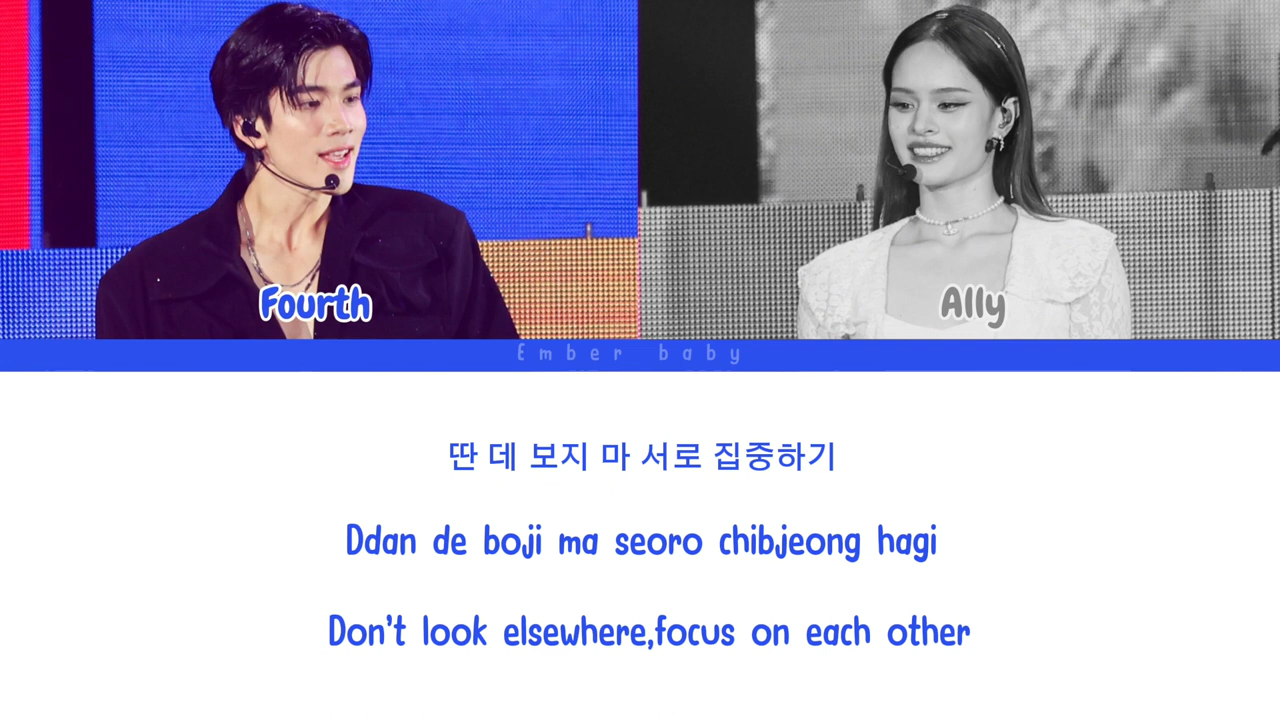 Fourth
Ally
Ember baby
딴 데 보지 마 서로 집중하기
Ddan de boji ma seoro chibjeong hagi
Don't look elsewhere,focus on each other